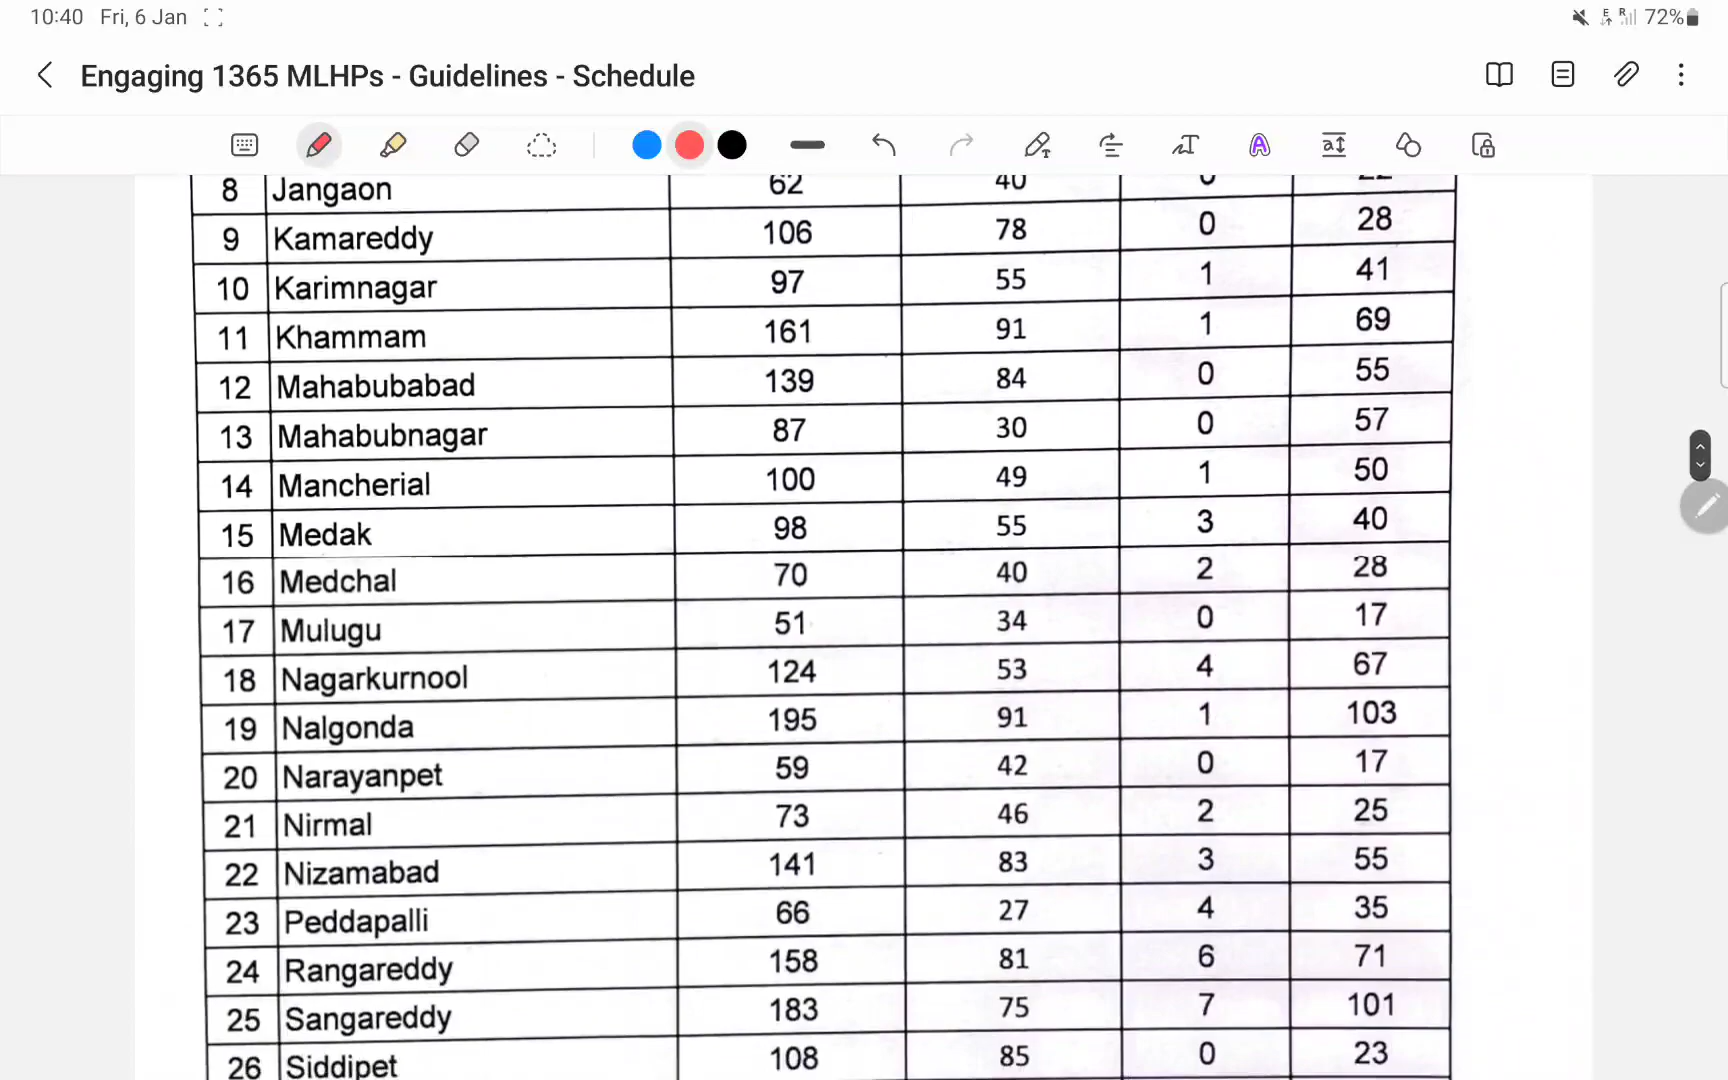 10:40 Fri, 6 Jan 72%
Engaging 1365 MLHPs - Guidelines - Schedule
8 Jangaon 62 40 0 22
9 Kamareddy 106 78 0 28
10 Karimnagar 97 55 1 41
11 Khammam 161 91 1 69
12 Mahabubabad 139 84 0 55
13 Mahabubnagar 87 30 0 57
14 Mancherial 100 49 1 50
15 Medak 98 55 3 40
16 Medchal 70 40 2 28
17 Mulugu 51 34 0 17
18 Nagarkurnool 124 53 4 67
19 Nalgonda 195 91 1 103
20 Narayanpet 59 42 0 17
21 Nirmal 73 46 2 25
22 Nizamabad 141 83 3 55
23 Peddapalli 66 27 4 35
24 Rangareddy 158 81 6 71
25 Sangareddy 183 75 7 101
26 Siddipet 108 85 0 23